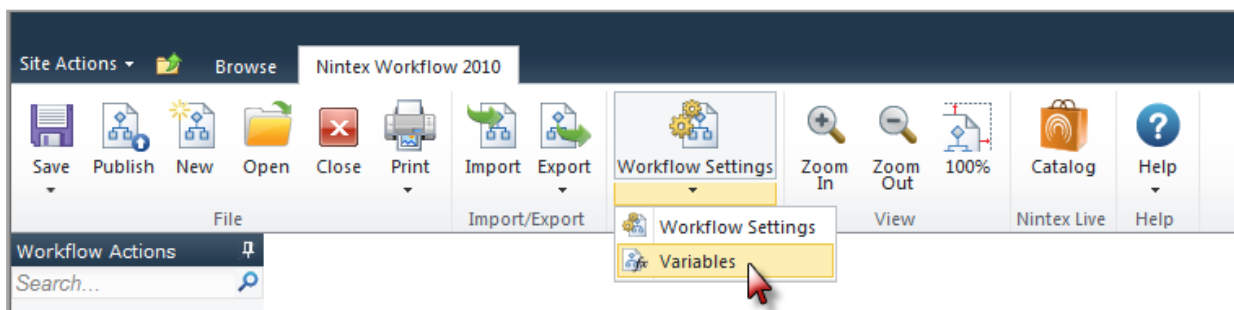 Site Actions Browse Nintex Workflow 2010
Save Publish New Open Close Print Import Export Workflow Settings Zoom In Zoom Out 100% Catalog Help
File Import/Export View Nintex Live Help
Workflow Settings
Workflow Actions
Variables
Search...